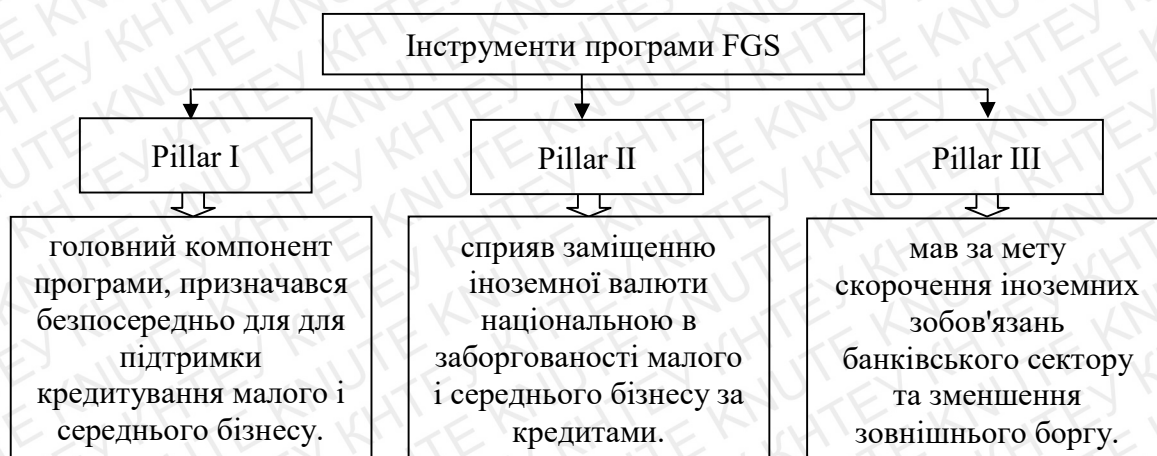 Інструменти програми FGS
Pillar I
Pillar II
Pillar III
головний компонент
програми, призначався
безпосередньо для для
підтримки
кредитування малого і
середнього бізнесу.
сприяв заміщенню
іноземної валюти
національною в
заборгованості малого
і середнього бізнесу за
кредитами.
мав за мету
скорочення іноземних
зобов'язань
банківського сектору
та зменшення
зовнішнього боргу.